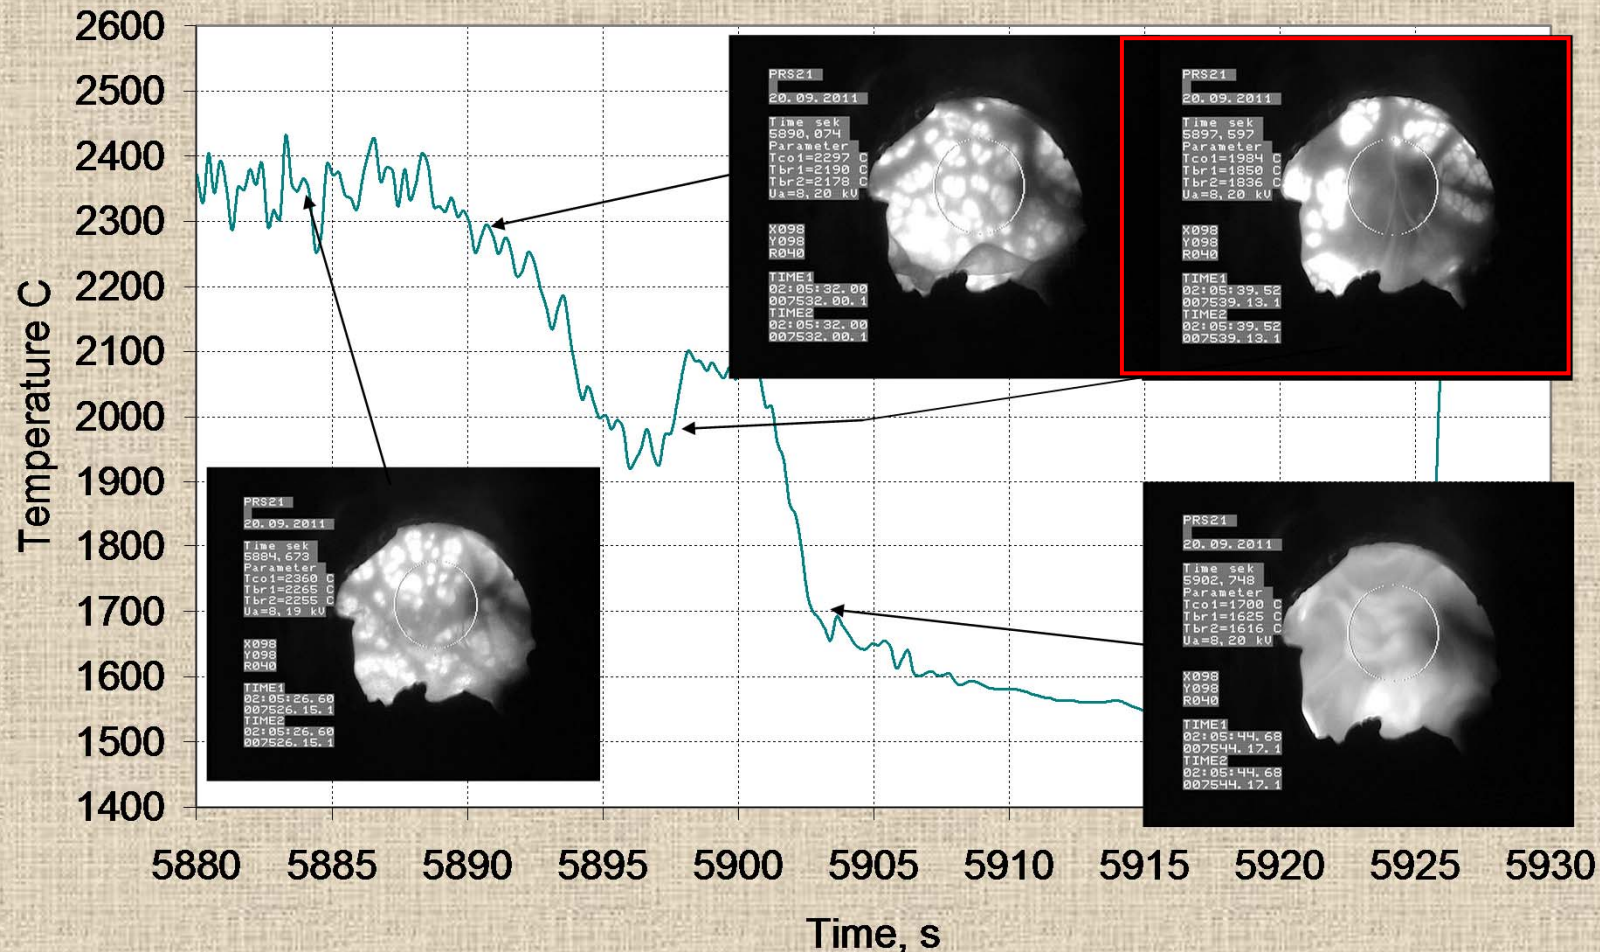 2600
2500
2400
2300
2200
2100
2000
1900
1800
1700
1600
1500
1400
Temperature C
5880 5885 5890 5895 5900 5905 5910 5915 5920 5925 5930
Time, s
PRS21
20.09.2011
Time sek
5890,074
Parameter
Tco1=2297 C
Tbr1=2190 C
Tbr2=2178 C
Ua=8,20 kV
X098
Y098
R040
TIME1
02:05:32.00
007532.00.1
TIME2
02:05:32.00
007532.00.1
PRS21
20.09.2011
Time sek
5897,597
Parameter
Tco1=1984 C
Tbr1=1850 C
Tbr2=1836 C
Ua=8,20 kV
X098
Y098
R040
TIME1
02:05:39.52
007539.13.1
TIME2
02:05:39.52
007539.13.1
PRS21
20.09.2011
Time sek
5884,673
Parameter
Tco1=2360 C
Tbr1=2265 C
Tbr2=2255 C
Ua=8,19 kV
X098
Y098
R040
TIME1
02:05:26.60
007526.15.1
TIME2
02:05:26.60
007526.15.1
PRS21
20.09.2011
Time sek
5902,748
Parameter
Tco1=1700 C
Tbr1=1625 C
Tbr2=1616 C
Ua=8,20 kV
X098
Y098
R040
TIME1
02:05:44.68
007544.17.1
TIME2
02:05:44.68
007544.17.1